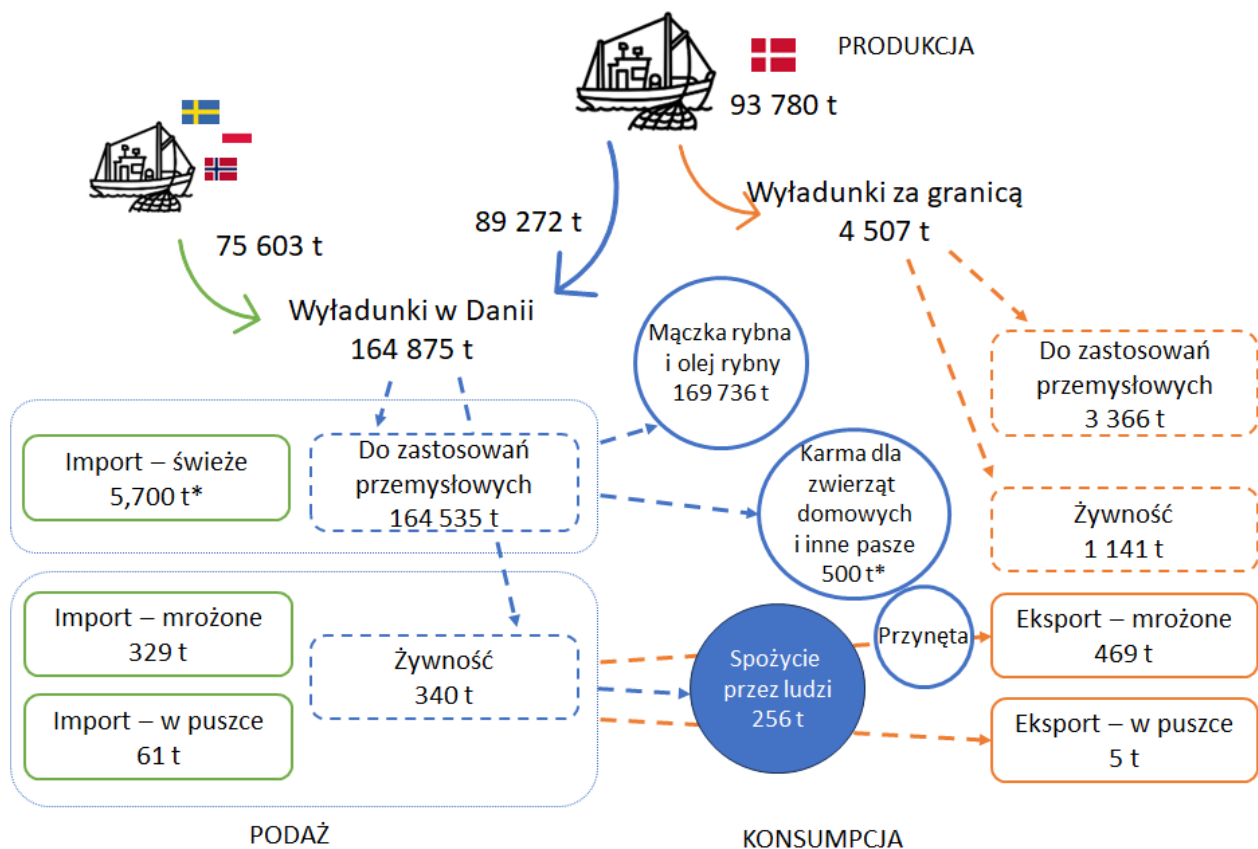 PRODUKCJA
93 780 t
75 603 t
89 272 t
Wyładunki za granicą
4 507 t
Wyładunki w Danii
164 875 t
Mączka rybna
i olej rybny
169 736 t
Do zastosowań
przemysłowych
3 366 t
Import – świeże
5,700 t*
Do zastosowań
przemysłowych
164 535 t
Karma dla
zwierząt
domowych
i inne pasze
500 t*
Żywność
1 141 t
Import – mrożone
329 t
Żywność
340 t
Import – w puszce
61 t
Spożycie
przez ludzi
256 t
Przynęta
Eksport – mrożone
469 t
Eksport – w puszce
5 t
PODAŻ
KONSUMPCJA